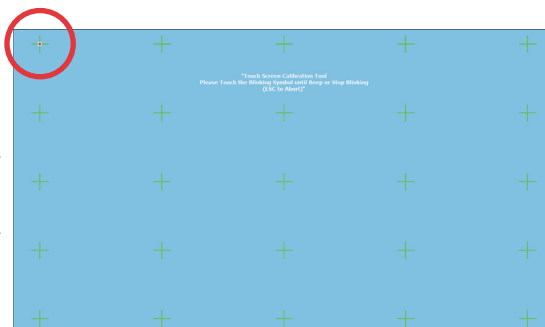 "Touch Screen Calibration Tool
Please Touch the Blinking Symbol until Beep or Stop Blinking
(ESC to Abort)"